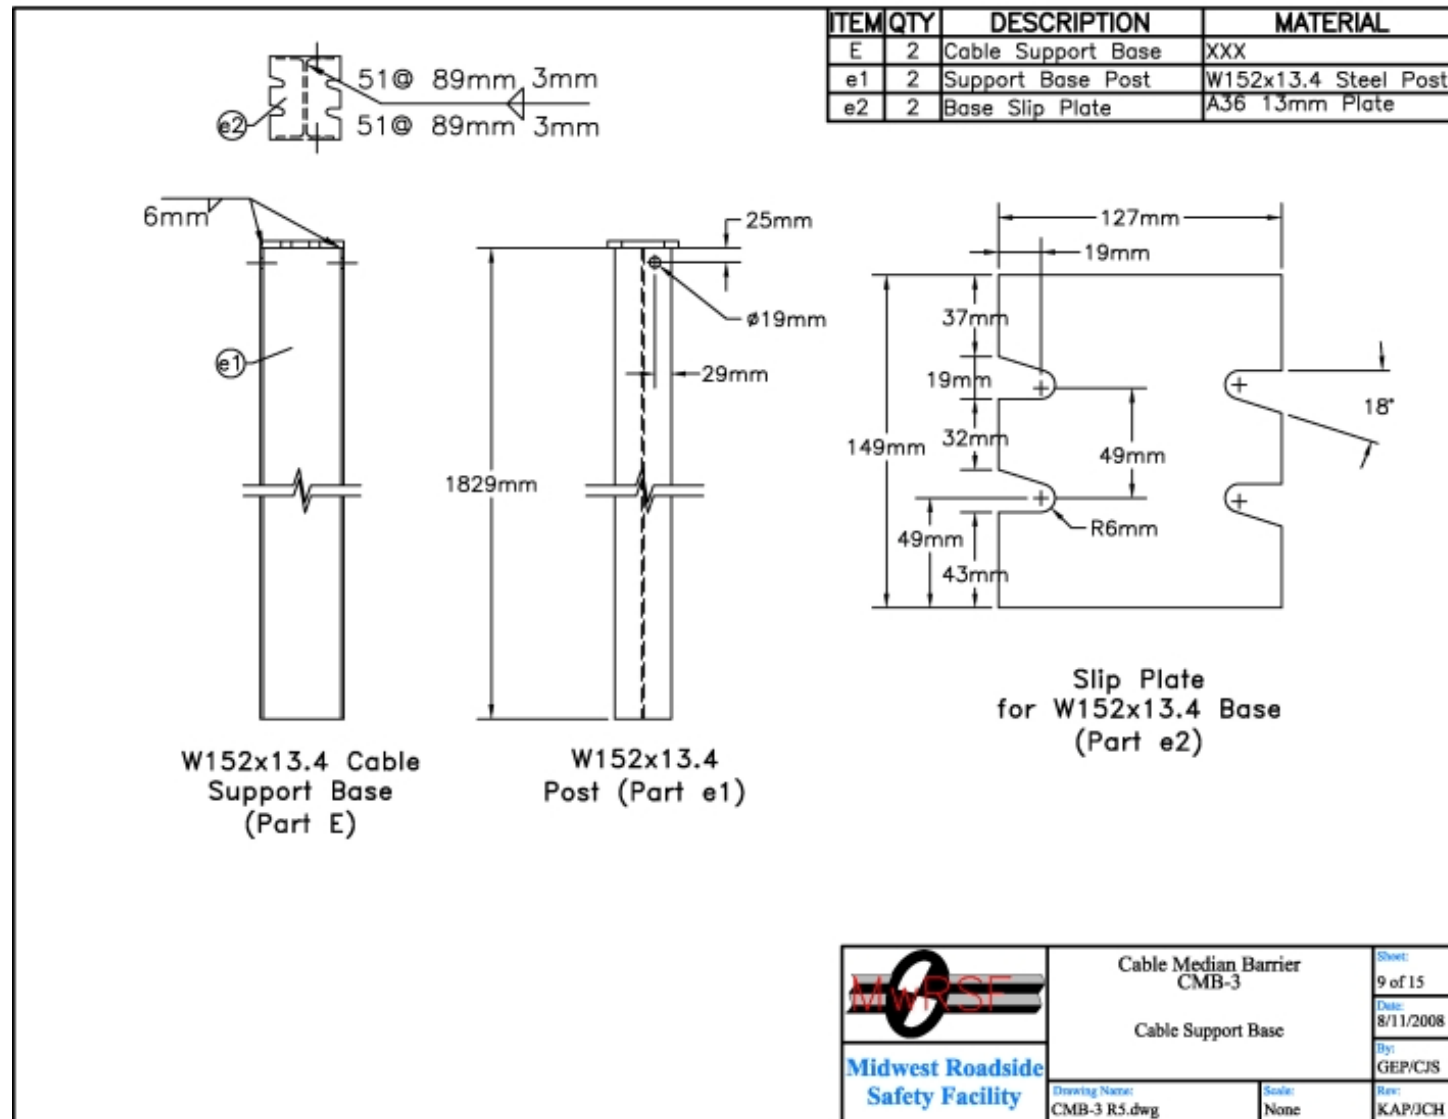 ITEM QTY DESCRIPTION MATERIAL
E 2 Cable Support Base XXX
e1 2 Support Base Post W152x13.4 Steel Post
e2 2 Base Slip Plate A36 13mm Plate
51@ 89mm 3mm
51@ 89mm 3mm
e2
6mm
e1
25mm
ø19mm
29mm
1829mm
127mm
19mm
37mm
19mm
32mm
149mm
49mm
18°
R6mm
49mm
43mm
W152x13.4 Cable
Support Base
(Part E)
W152x13.4
Post (Part e1)
Slip Plate
for W152x13.4 Base
(Part e2)
MwRSF
Midwest Roadside
Safety Facility
Cable Median Barrier
CMB-3
Cable Support Base
Drawing Name:
CMB-3 R5.dwg
Scale:
None
Sheet:
9 of 15
Date:
8/11/2008
By:
GEP/CJS
Rev:
KAP/JCH